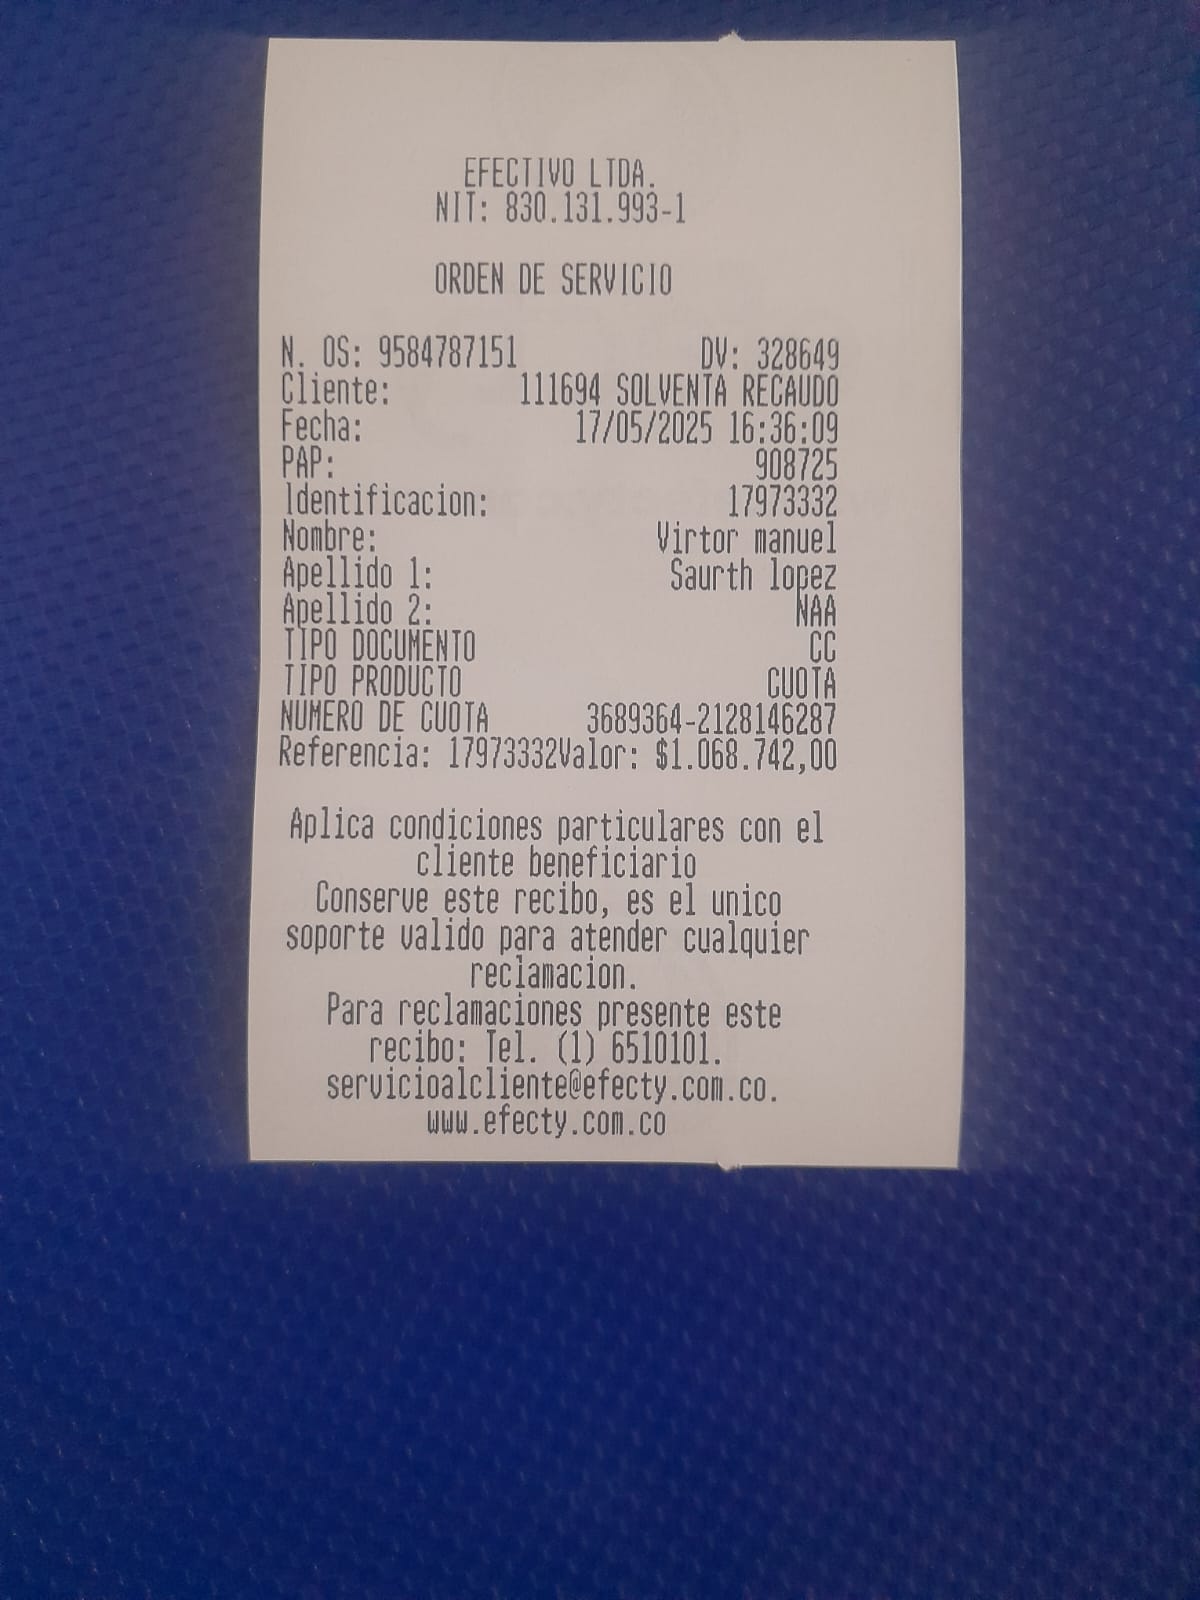 EFECTIVO LTDA.
NIT: 830.131.993-1
ORDEN DE SERVICIO
N. OS: 9584787151 DV: 328649
Cliente: 111694 SOLVENTA RECAUDO
Fecha: 17/05/2025 16:36:09
PAP: 908725
Identificacion: 17973332
Nombre: Virtor manuel
Apellido 1: Saurth lopez
Apellido 2: NAA
TIPO DOCUMENTO CC
TIPO PRODUCTO CUOTA
NUMERO DE CUOTA 3689364-2128146287
Referencia: 17973332Valor: $1.068.742,00
Aplica condiciones particulares con el
cliente beneficiario
Conserve este recibo, es el unico
soporte valido para atender cualquier
reclamacion.
Para reclamaciones presente este
recibo: Tel. (1) 6510101.
servicioalcliente@efecty.com.co.
www.efecty.com.co